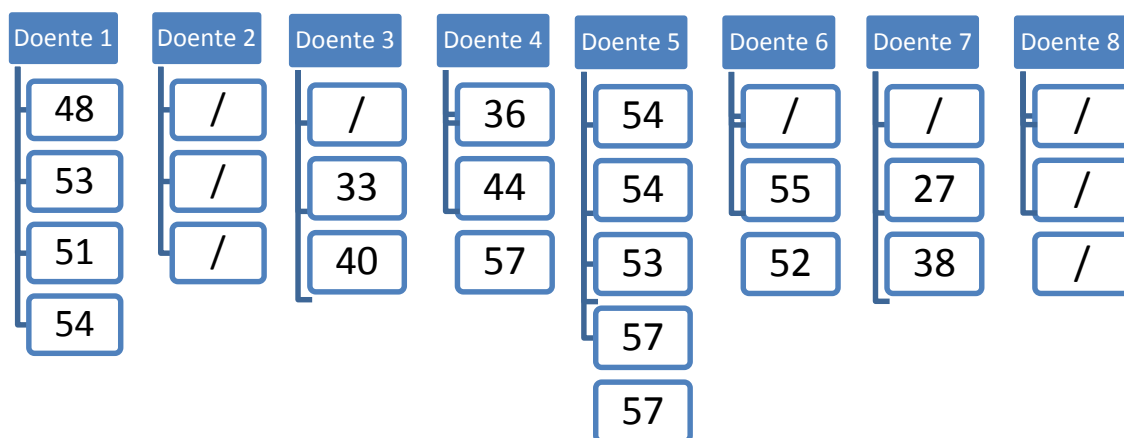 Doente 1 Doente 2 Doente 3 Doente 4 Doente 5 Doente 6 Doente 7 Doente 8
48 / / 36 54 / / /
53 / 33 44 54 55 27 /
51 / 40 57 53 52 38 /
54 57
57